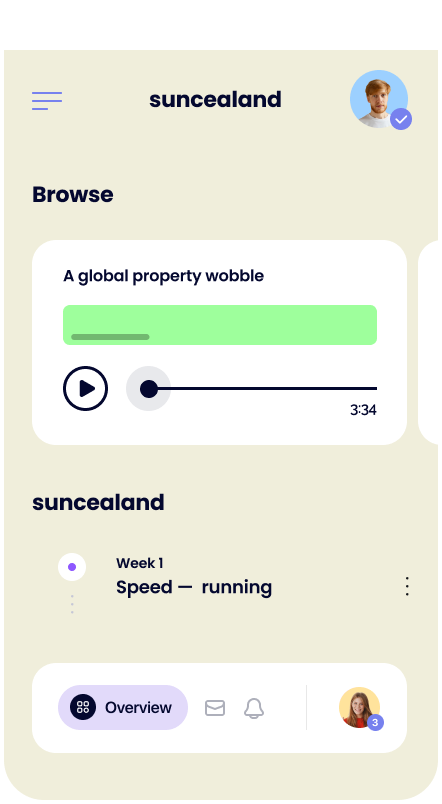 suncealand
Browse
A global property wobble
3:34
suncealand
Week 1
Speed — running
Overview
3